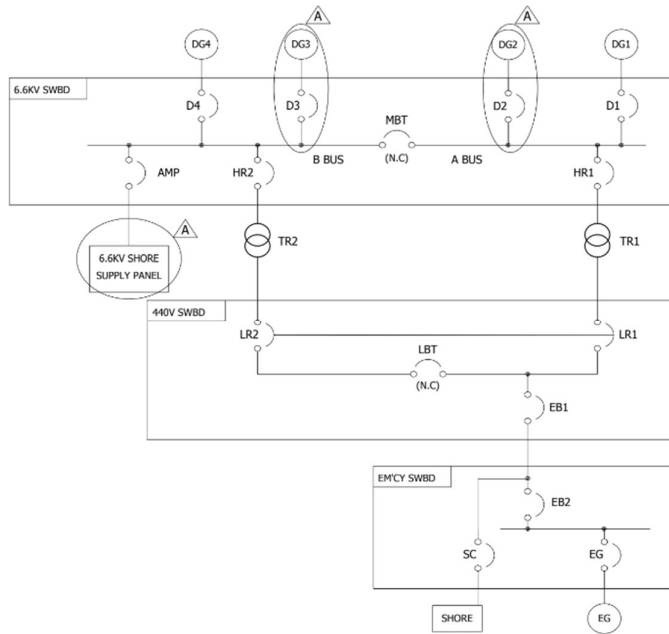 A
A
DG4
DG3
DG2
DG1
6.6KV SWBD
D4
D3
MBT
D2
D1
B BUS
(N.C)
A BUS
AMP
HR2
HR1
A
6.6KV SHORE
SUPPLY PANEL
TR2
TR1
440V SWBD
LR2
LR1
LBT
(N.C)
EB1
EM'CY SWBD
EB2
SC
EG
SHORE
EG